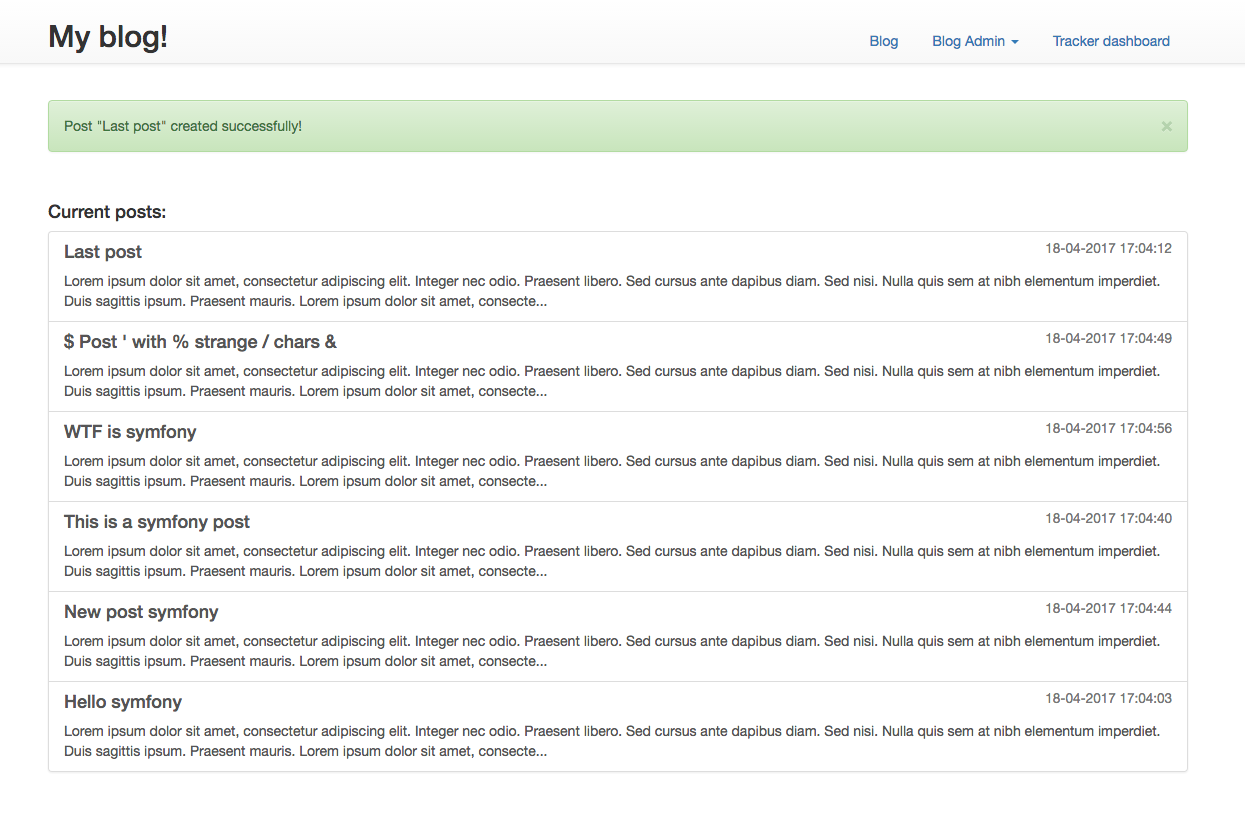 My blog!
Blog
Blog Admin
Tracker dashboard
Post "Last post" created successfully!
×
Current posts:
Last post
18-04-2017 17:04:12
Lorem ipsum dolor sit amet, consectetur adipiscing elit. Integer nec odio. Praesent libero. Sed cursus ante dapibus diam. Sed nisi. Nulla quis sem at nibh elementum imperdiet.
Duis sagittis ipsum. Praesent mauris. Lorem ipsum dolor sit amet, consecte...
$ Post ' with % strange / chars &
18-04-2017 17:04:49
Lorem ipsum dolor sit amet, consectetur adipiscing elit. Integer nec odio. Praesent libero. Sed cursus ante dapibus diam. Sed nisi. Nulla quis sem at nibh elementum imperdiet.
Duis sagittis ipsum. Praesent mauris. Lorem ipsum dolor sit amet, consecte...
WTF is symfony
18-04-2017 17:04:56
Lorem ipsum dolor sit amet, consectetur adipiscing elit. Integer nec odio. Praesent libero. Sed cursus ante dapibus diam. Sed nisi. Nulla quis sem at nibh elementum imperdiet.
Duis sagittis ipsum. Praesent mauris. Lorem ipsum dolor sit amet, consecte...
This is a symfony post
18-04-2017 17:04:40
Lorem ipsum dolor sit amet, consectetur adipiscing elit. Integer nec odio. Praesent libero. Sed cursus ante dapibus diam. Sed nisi. Nulla quis sem at nibh elementum imperdiet.
Duis sagittis ipsum. Praesent mauris. Lorem ipsum dolor sit amet, consecte...
New post symfony
18-04-2017 17:04:44
Lorem ipsum dolor sit amet, consectetur adipiscing elit. Integer nec odio. Praesent libero. Sed cursus ante dapibus diam. Sed nisi. Nulla quis sem at nibh elementum imperdiet.
Duis sagittis ipsum. Praesent mauris. Lorem ipsum dolor sit amet, consecte...
Hello symfony
18-04-2017 17:04:03
Lorem ipsum dolor sit amet, consectetur adipiscing elit. Integer nec odio. Praesent libero. Sed cursus ante dapibus diam. Sed nisi. Nulla quis sem at nibh elementum imperdiet.
Duis sagittis ipsum. Praesent mauris. Lorem ipsum dolor sit amet, consecte...